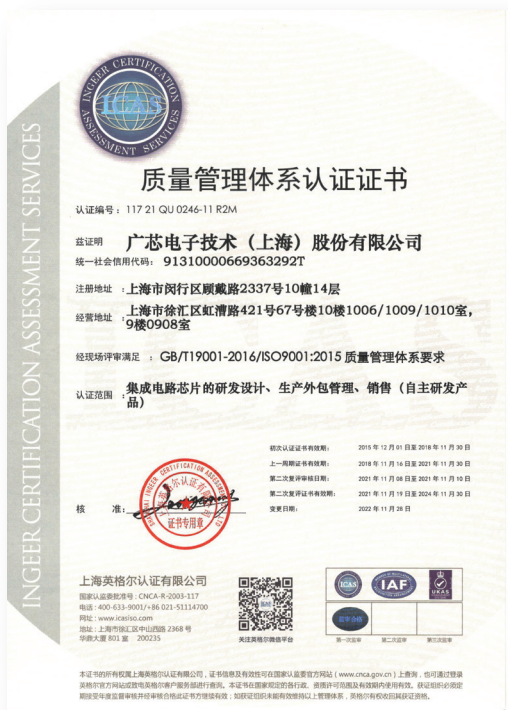 INGEER CERTIFICATION
ICAS
ASSESSMENT SERVICES
INGEER CERTIFICATION ASSESSMENT SERVICES
质量管理体系认证证书
认证编号：117 21 QU 0246-11 R2M
兹证明 广芯电子技术（上海）股份有限公司
统一社会信用代码：91310000669363292T
注册地址：上海市闵行区顾戴路2337号10幢14层
经营地址：上海市徐汇区虹漕路421号67号楼10楼1006/1009/1010室，
9楼0908室
经现场评审满足：GB/T19001-2016/ISO9001:2015 质量管理体系要求
认证范围：集成电路芯片的研发设计、生产外包管理、销售（自主研发产
品）
初次认证证书有效期： 2015 年 12 月 01 日至 2018 年 11 月 30 日
上一周期证书有效期： 2018 年 11 月 16 日至 2021 年 11 月 30 日
第二次复评审核日期： 2021 年 11 月 08 日至 2021 年 11 月 10 日
第二次复评证书有效期： 2021 年 11 月 19 日至 2024 年 11 月 30 日
变更日期： 2022 年 11 月 28 日
核 准：
证书专用章
上海英格尔认证有限公司
国家认监委批准号：CNCA-R-2003-117
电话：400-633-9001/+86 021-51114700
网址：www.icasiso.com
地址：上海市徐汇区中山西路 2368 号
华鼎大厦 801 室 200235
关注英格尔微信平台
ICAS
IAF
UKAS
第一次监审 第二次监审 第三次监审
本证书的所有权属上海英格尔认证有限公司，证书信息及有效性可在国家认监委官方网站（www.cnca.gov.cn）上查询，也可通过登录
英格尔官方网站或致电英格尔客户服务部进行查询。本证书在国家规定的各行政、资质许可范围及有效期内使用有效。获证组织必须定
期接受年度监督审核并经审核合格此证书方继续有效；如获证组织未能有效维持以上管理体系，英格尔有权收回其获证资格。